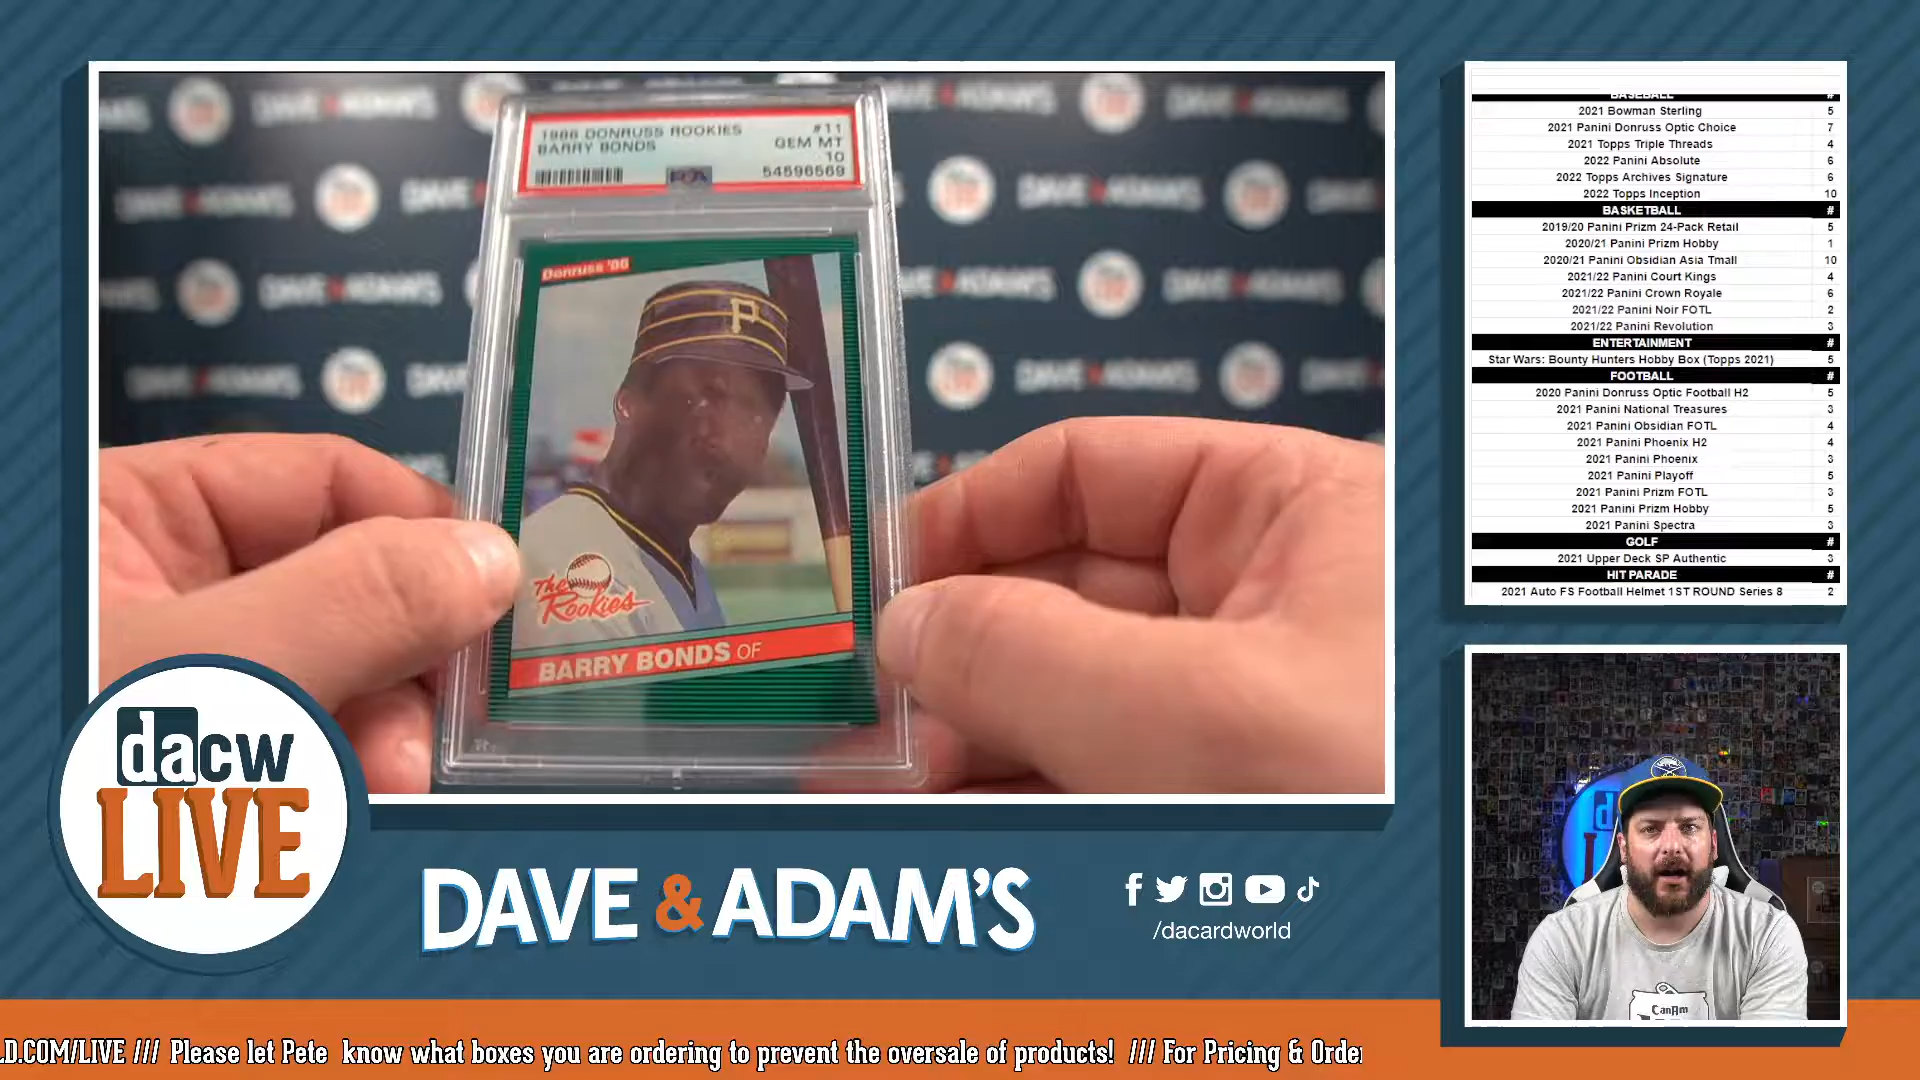 1986 DONRUSS ROOKIES #11
BARRY BONDS GEM MT
10
54596569
PSA
Donruss '86
P
The
Rookies
BARRY BONDS OF
DAVE & ADAM'S
BASEBALL #
2021 Bowman Sterling 5
2021 Panini Donruss Optic Choice 7
2021 Topps Triple Threads 4
2022 Panini Absolute 6
2022 Topps Archives Signature 6
2022 Topps Inception 10
BASKETBALL #
2019/20 Panini Prizm 24-Pack Retail 5
2020/21 Panini Prizm Hobby 1
2020/21 Panini Obsidian Asia Tmall 10
2021/22 Panini Court Kings 4
2021/22 Panini Crown Royale 6
2021/22 Panini Noir FOTL 2
2021/22 Panini Revolution 3
ENTERTAINMENT #
Star Wars: Bounty Hunters Hobby Box (Topps 2021) 5
FOOTBALL #
2020 Panini Donruss Optic Football H2 5
2021 Panini National Treasures 3
2021 Panini Obsidian FOTL 4
2021 Panini Phoenix H2 4
2021 Panini Phoenix 3
2021 Panini Playoff 5
2021 Panini Prizm FOTL 3
2021 Panini Prizm Hobby 5
2021 Panini Spectra 3
GOLF #
2021 Upper Deck SP Authentic 3
HIT PARADE #
2021 Auto FS Football Helmet 1ST ROUND Series 8 2
dacw
LIVE
DAVE & ADAM'S
/dacardworld
CanAm
LD.COM/LIVE /// Please let Pete know what boxes you are ordering to prevent the oversale of products! /// For Pricing & Order